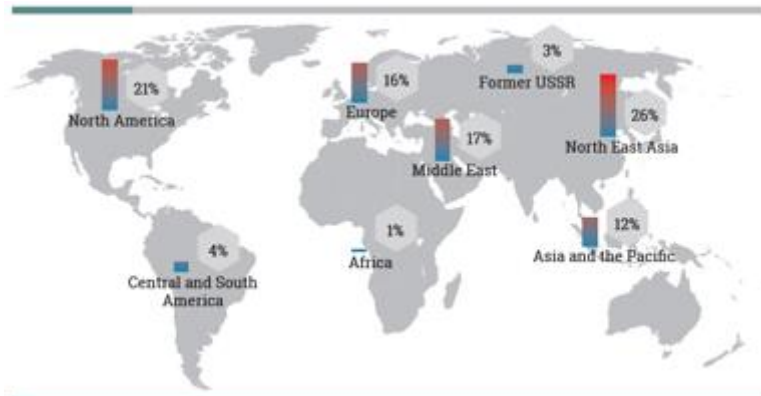 3%
21%
16%
Former USSR
North America
Europe
26%
17%
North East Asia
Middle East
12%
1%
4%
Africa
Asia and the Pacific
Central and South
America